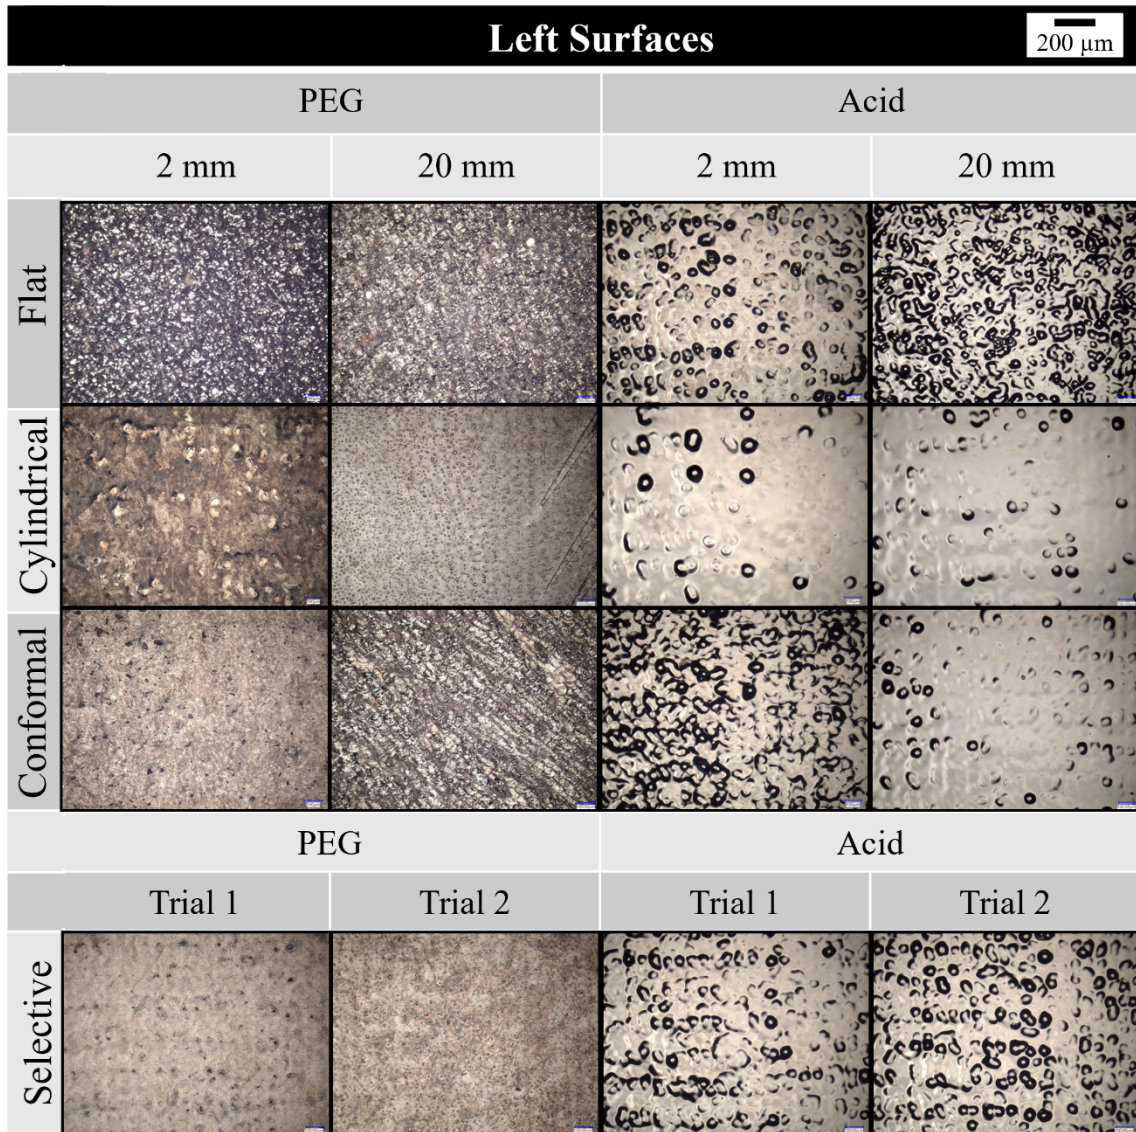 Left Surfaces
200 µm
PEG Acid
2 mm 20 mm 2 mm 20 mm
Flat
Cylindrical
Conformal
PEG Acid
Trial 1 Trial 2 Trial 1 Trial 2
Selective